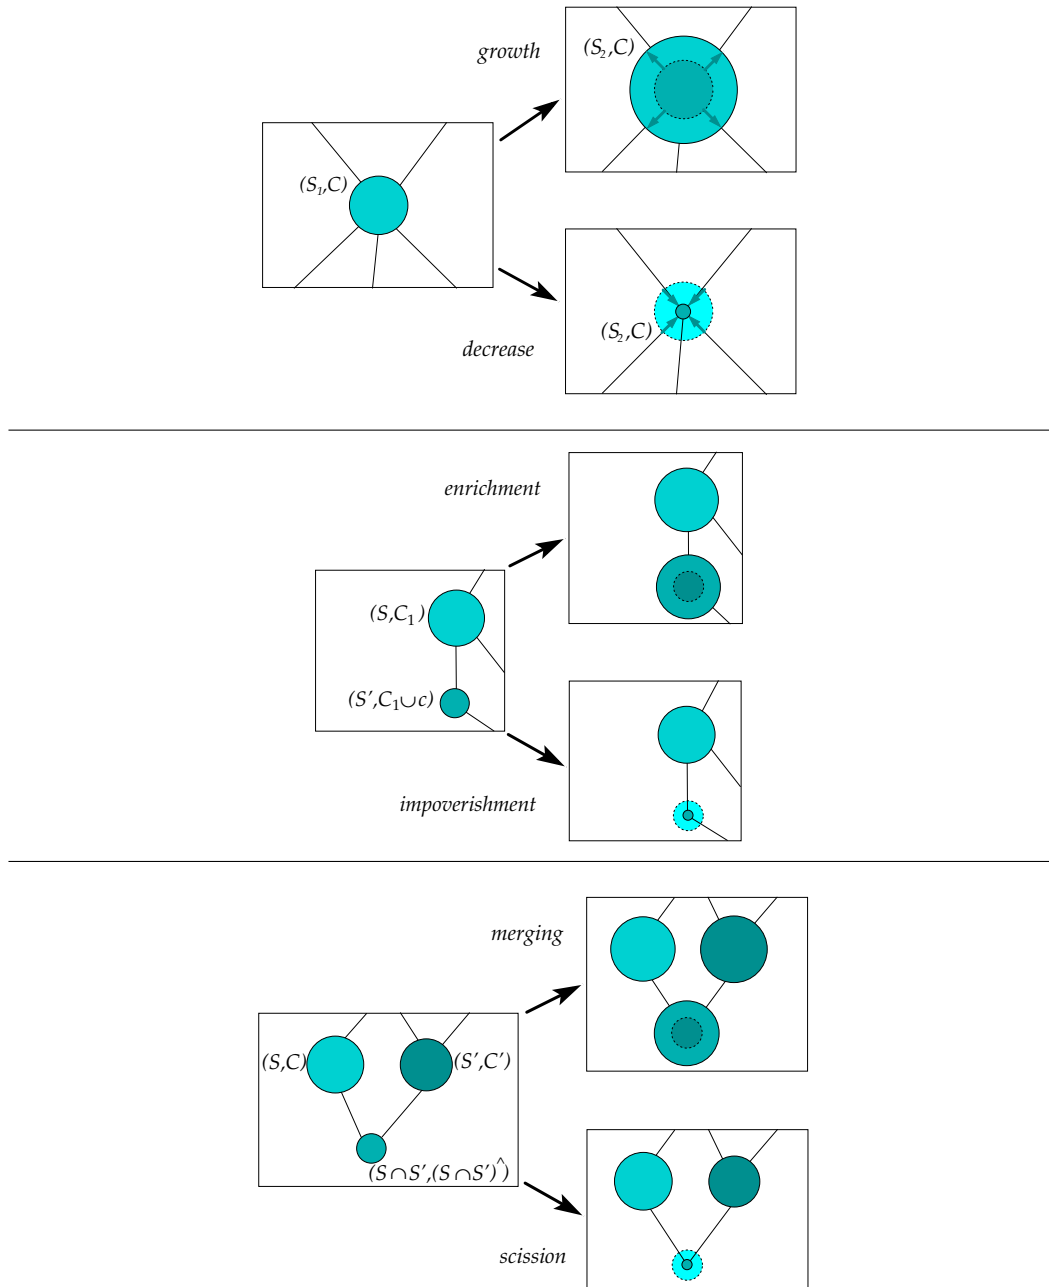 growth
(S₂,C)
(S₁,C)
(S₂,C)
decrease
enrichment
(S,C₁)
(S′,C₁∪c)
impoverishment
merging
(S,C)
(S′,C′)
(S∩S′,(S∩S′)^)
scission